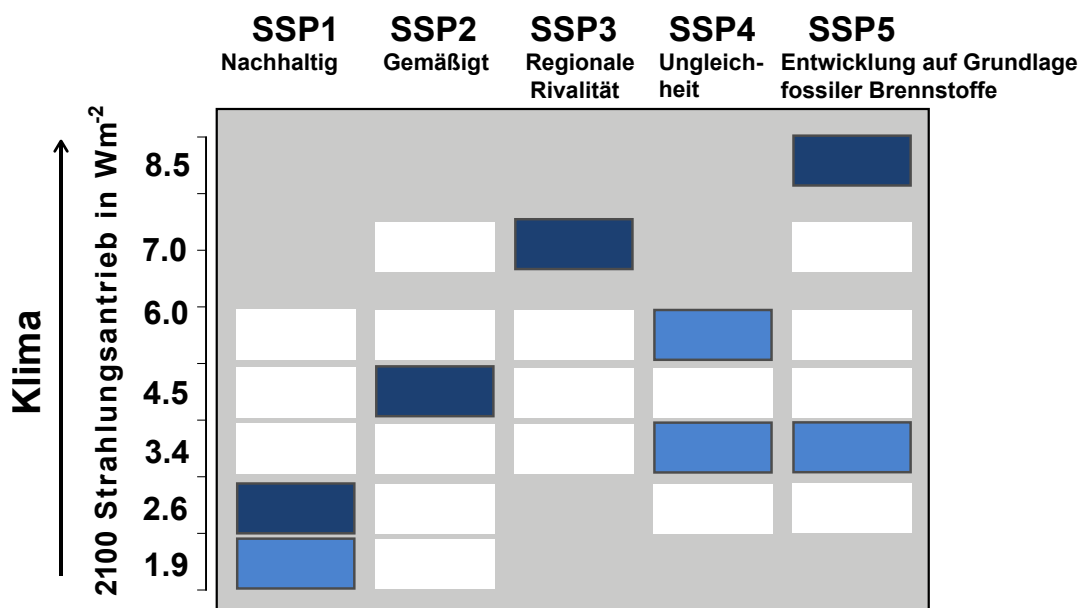 SSP1 SSP2 SSP3 SSP4 SSP5
Nachhaltig Gemäßigt Regionale Ungleich- Entwicklung auf Grundlage
Rivalität heit fossiler Brennstoffe
Klima
2100 Strahlungsantrieb in Wm-2
8.5
7.0
6.0
4.5
3.4
2.6
1.9